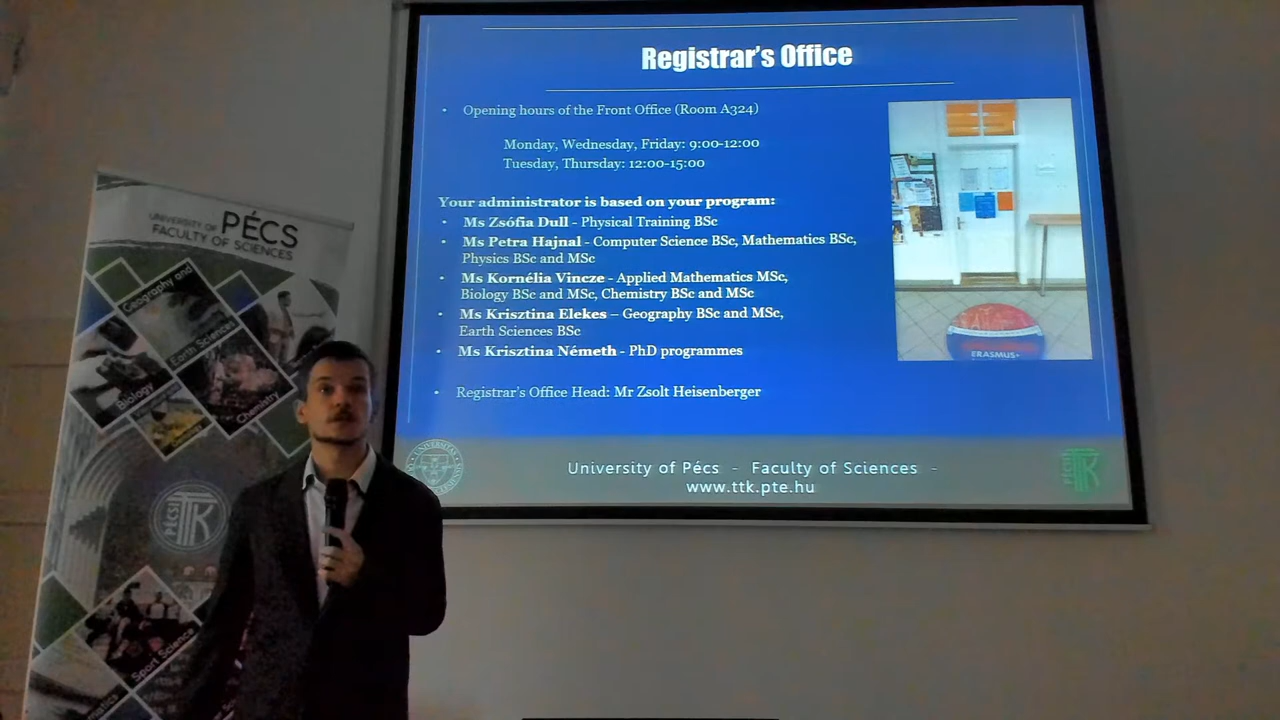 Registrar's Office
• Opening hours of the Front Office (Room A324)
Monday, Wednesday, Friday: 9:00-12:00
Tuesday, Thursday: 12:00-15:00
Your administrator is based on your program:
• Ms Zsófia Dull - Physical Training BSc
• Ms Petra Hajnal - Computer Science BSc, Mathematics BSc,
Physics BSc and MSc
• Ms Kornélia Vincze - Applied Mathematics MSc,
Biology BSc and MSc, Chemistry BSc and MSc
• Ms Krisztina Elekes – Geography BSc and MSc,
Earth Sciences BSc
• Ms Krisztina Németh - PhD programmes
• Registrar's Office Head: Mr Zsolt Heisenberger
ERASMUS+
University of Pécs - Faculty of Sciences -
www.ttk.pte.hu
UNIVERSITY OF PÉCS
FACULTY OF SCIENCES
Geography and
Earth Sciences
Biology
Chemistry
PÉCSI TTK
Sport Science